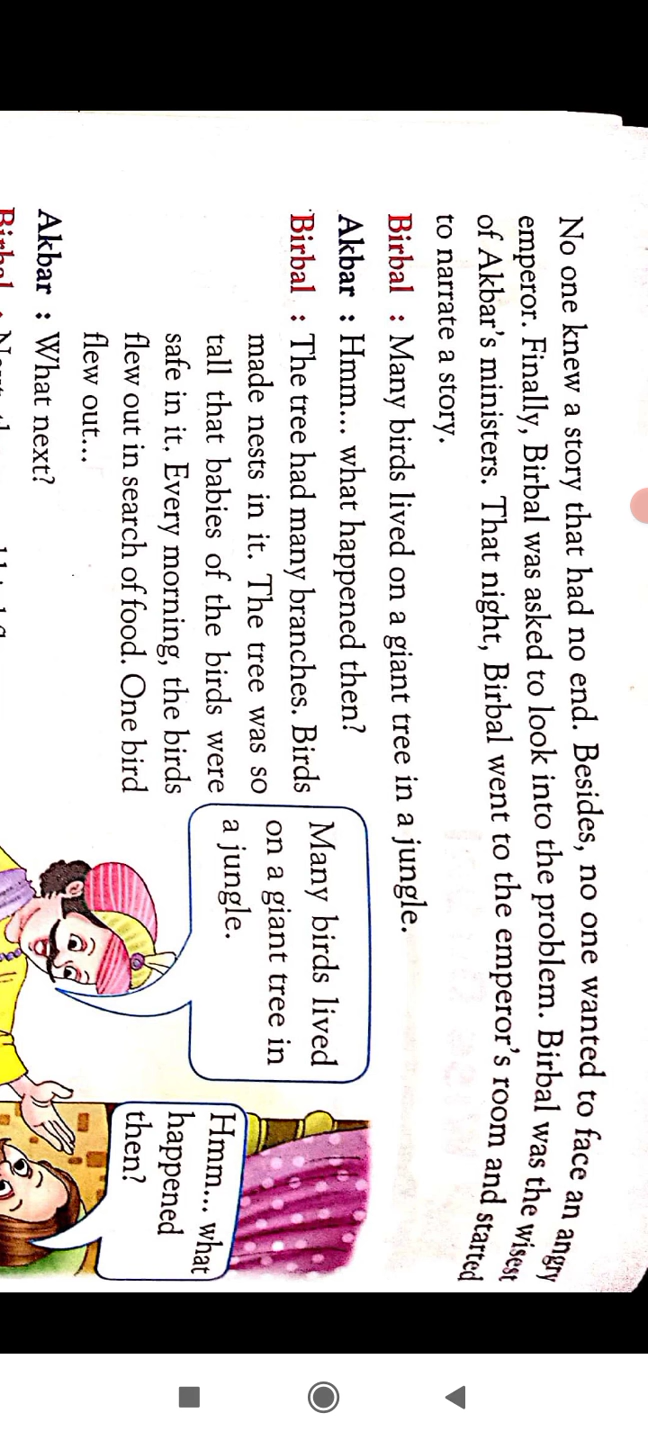 No one knew a story that had no end. Besides, no one wanted to face an angry
emperor. Finally, Birbal was asked to look into the problem. Birbal was the wisest
of Akbar's ministers. That night, Birbal went to the emperor's room and started
to narrate a story.
Birbal : Many birds lived on a giant tree in a jungle.
Akbar : Hmm... what happened then?
Birbal : The tree had many branches. Birds
made nests in it. The tree was so
tall that babies of the birds were
safe in it. Every morning, the birds
flew out in search of food. One bird
flew out...
Akbar : What next?
Birbal :
Many birds lived
on a giant tree in
a jungle.
Hmm... what
happened
then?